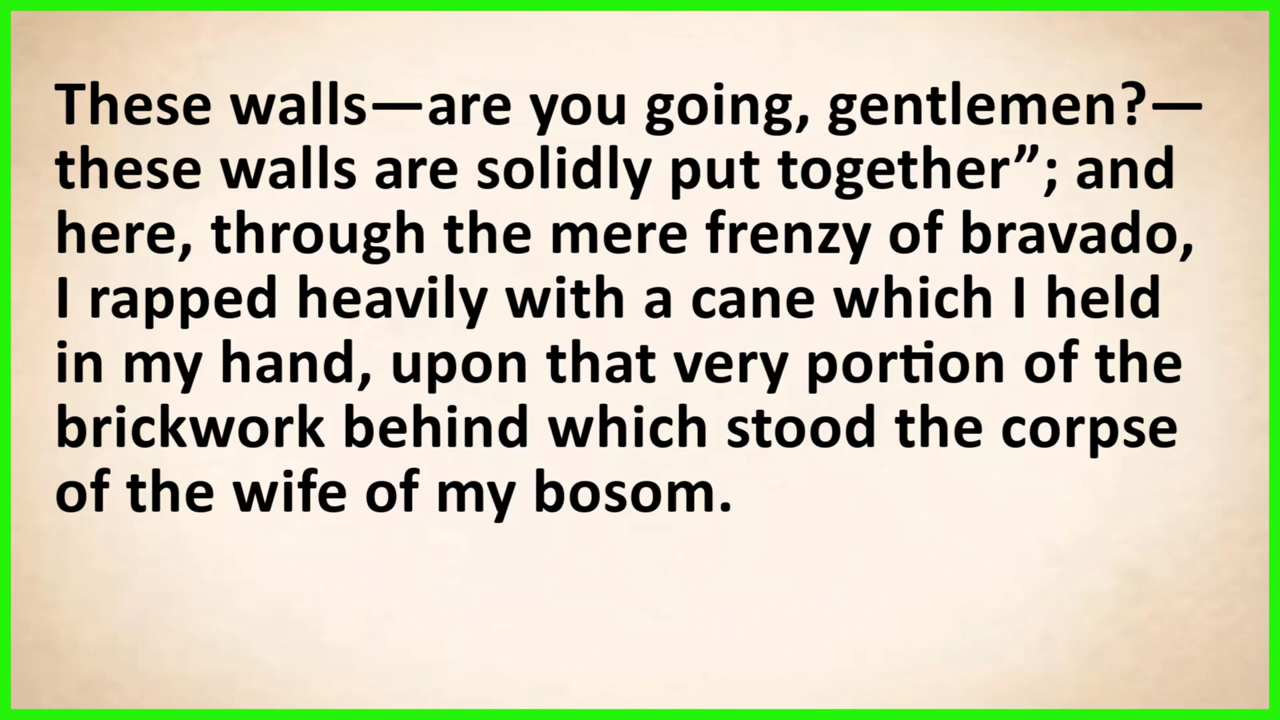 These walls—are you going, gentlemen?—
these walls are solidly put together”; and
here, through the mere frenzy of bravado,
I rapped heavily with a cane which I held
in my hand, upon that very portion of the
brickwork behind which stood the corpse
of the wife of my bosom.